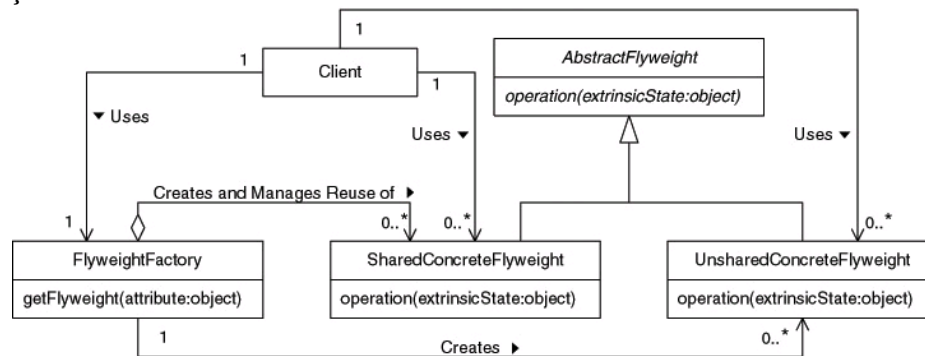 1
1
Client
1
AbstractFlyweight
operation(extrinsicState:object)
▼ Uses
Uses ▼
Uses ▼
Creates and Manages Reuse of ▶
1
0..*
0..*
0..*
FlyweightFactory
getFlyweight(attribute:object)
SharedConcreteFlyweight
operation(extrinsicState:object)
UnsharedConcreteFlyweight
operation(extrinsicState:object)
1
0..*
Creates ▶